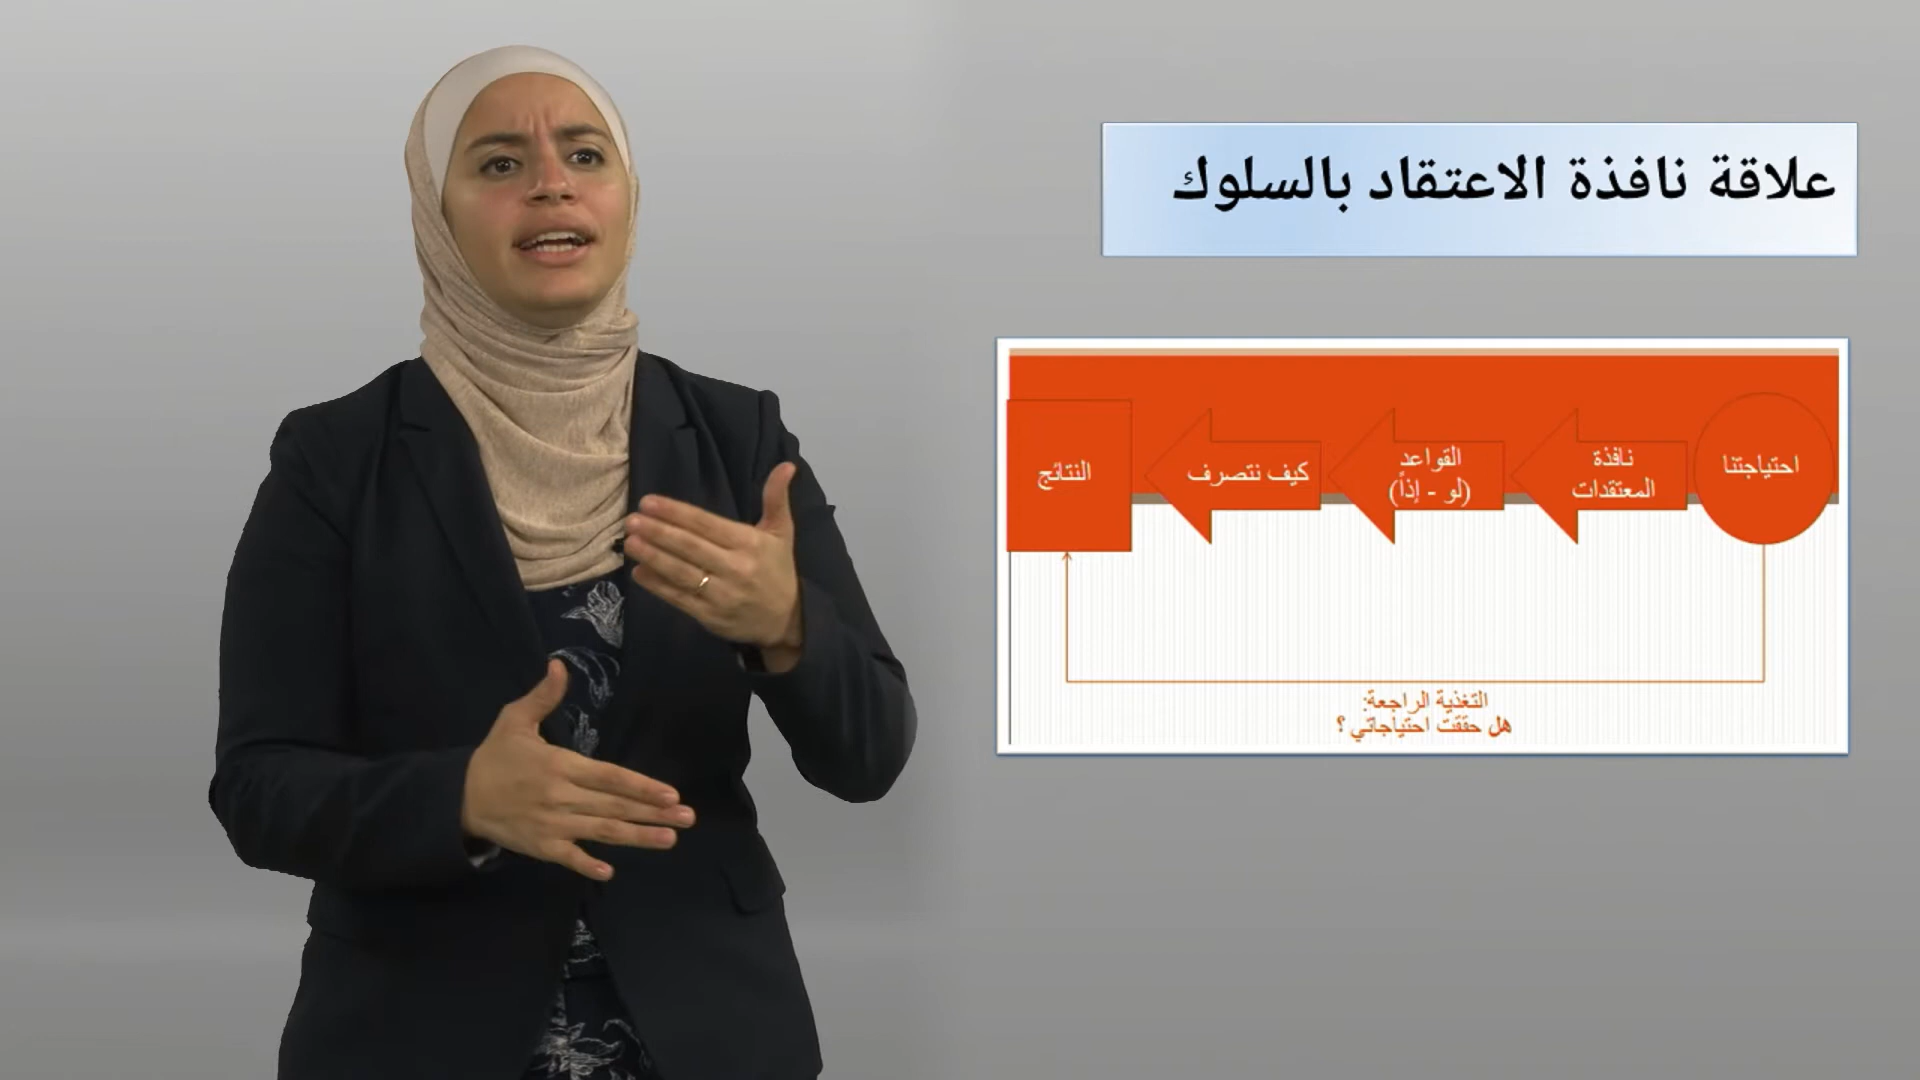 علاقة نافذة الاعتقاد بالسلوك
احتياجتنا
نافذة
المعتقدات
القواعد
(لو - إذاً)
كيف نتصرف
النتائج
التغذية الراجعة:
هل حققت احتياجاتي ؟